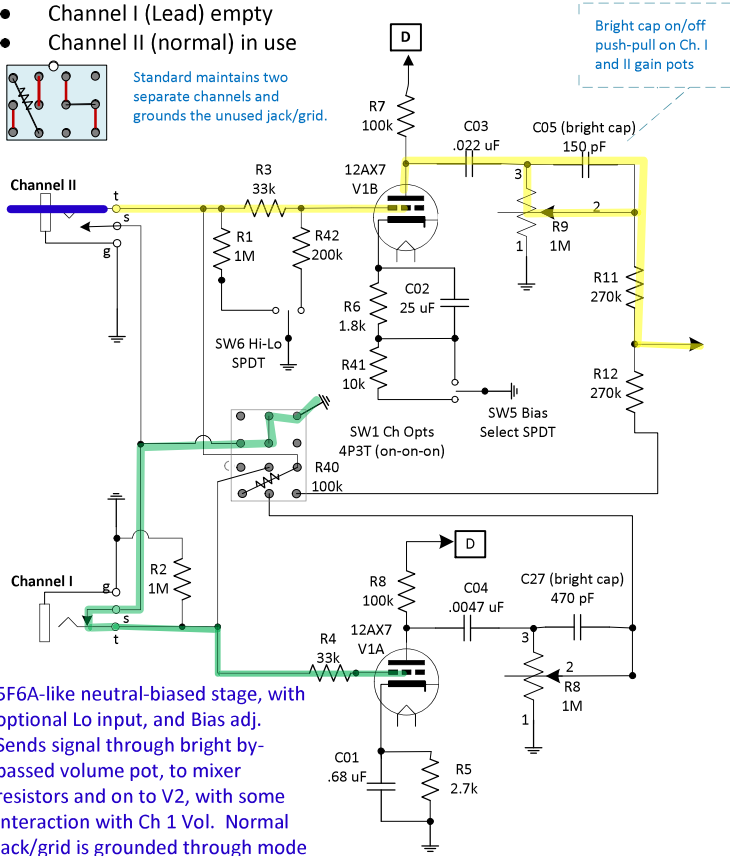 • Channel I (Lead) empty
• Channel II (normal) in use
Standard maintains two
separate channels and
grounds the unused jack/grid.
Bright cap on/off
push-pull on Ch. I
and II gain pots
D
R7
100k
C03
.022 uF
C05 (bright cap)
150 pF
12AX7
V1B
R3
33k
Channel II
t
s
g
R1
1M
R42
200k
3
2
1
R9
1M
R6
1.8k
C02
25 uF
R11
270k
SW6 Hi-Lo
SPDT
R41
10k
R12
270k
SW5 Bias
Select SPDT
SW1 Ch Opts
4P3T (on-on-on)
R40
100k
D
R2
1M
Channel I
g
s
t
R8
100k
C04
.0047 uF
C27 (bright cap)
470 pF
12AX7
V1A
R4
33k
3
2
1
R8
1M
C01
.68 uF
R5
2.7k
5F6A-like neutral-biased stage, with
optional Lo input, and Bias adj.
Sends signal through bright by-
passed volume pot, to mixer
resistors and on to V2, with some
interaction with Ch 1 Vol.  Normal
jack/grid is grounded through mode